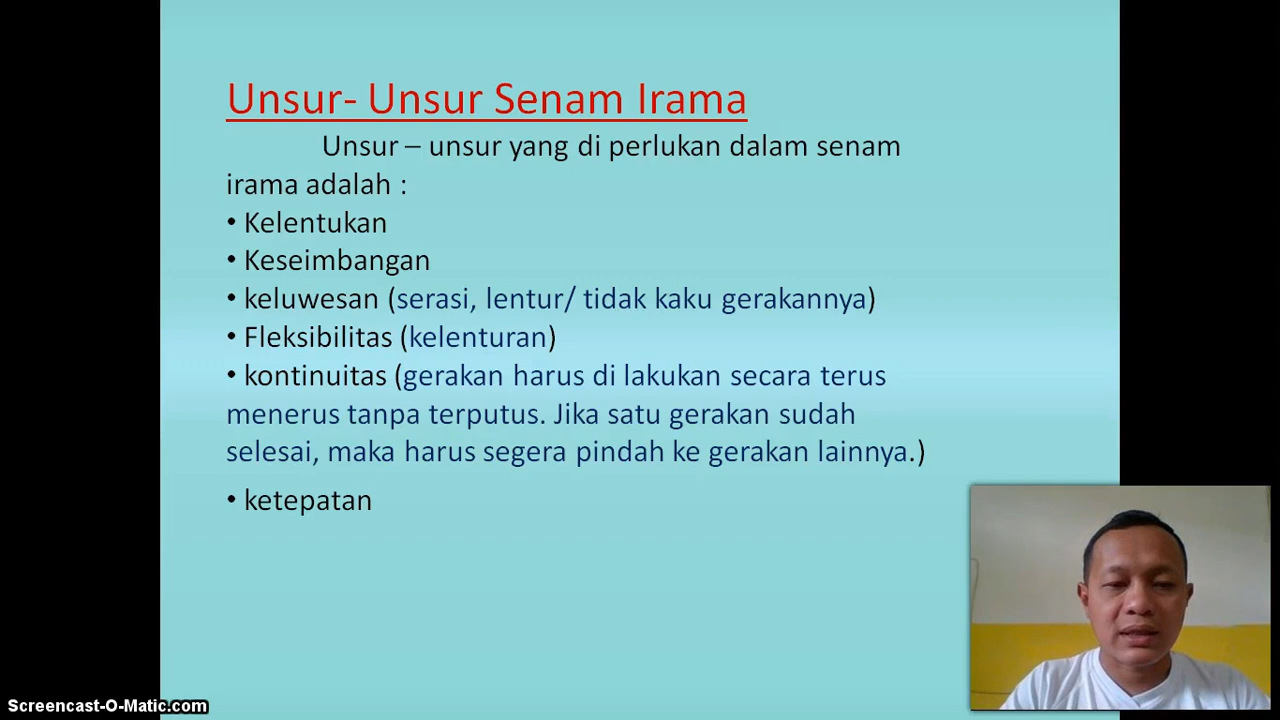 Unsur- Unsur Senam Irama
Unsur – unsur yang di perlukan dalam senam
irama adalah :
• Kelentukan
• Keseimbangan
• keluwesan (serasi, lentur/ tidak kaku gerakannya)
• Fleksibilitas (kelenturan)
• kontinuitas (gerakan harus di lakukan secara terus
menerus tanpa terputus. Jika satu gerakan sudah
selesai, maka harus segera pindah ke gerakan lainnya.)
• ketepatan
Screencast-O-Matic.com